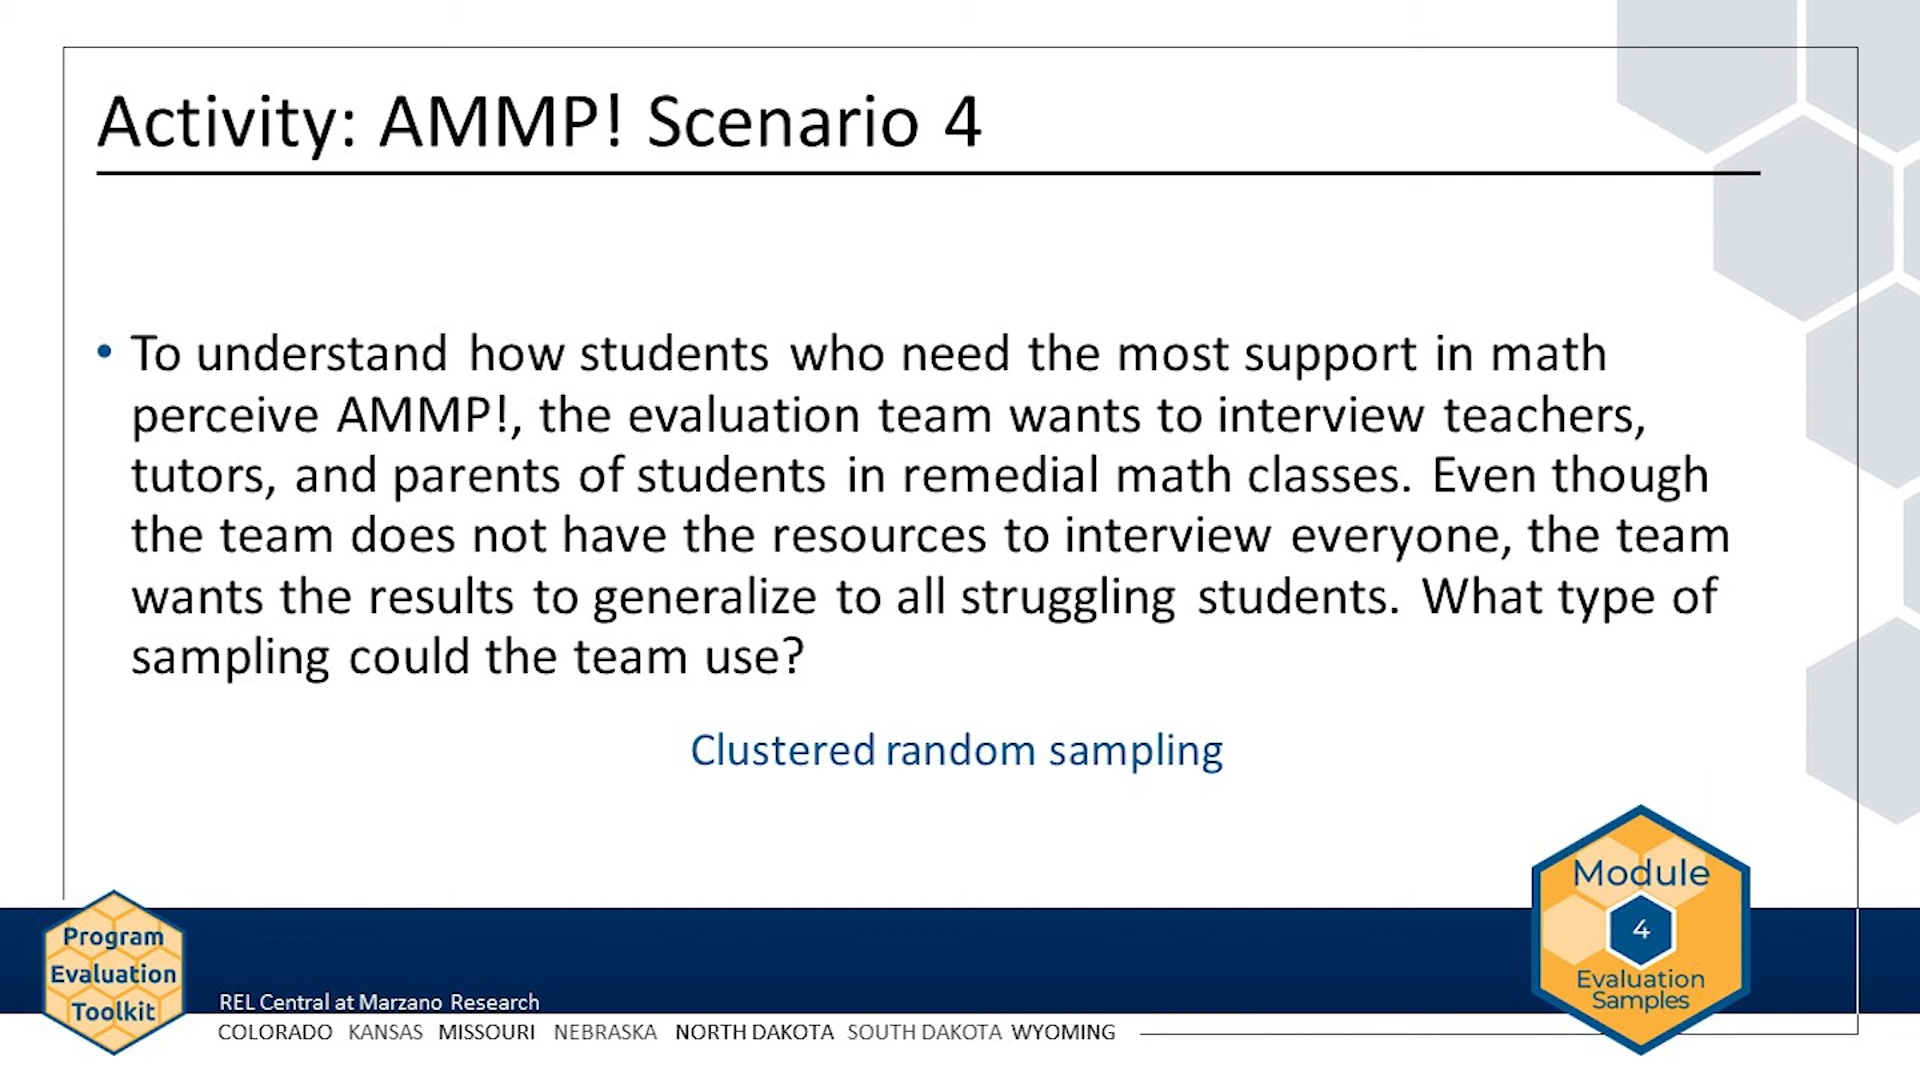 Activity: AMMP! Scenario 4
• To understand how students who need the most support in math
perceive AMMP!, the evaluation team wants to interview teachers,
tutors, and parents of students in remedial math classes. Even though
the team does not have the resources to interview everyone, the team
wants the results to generalize to all struggling students. What type of
sampling could the team use?
Clustered random sampling
Module
4
Evaluation
Samples
Program
Evaluation
Toolkit
REL Central at Marzano Research
COLORADO KANSAS MISSOURI NEBRASKA NORTH DAKOTA SOUTH DAKOTA WYOMING